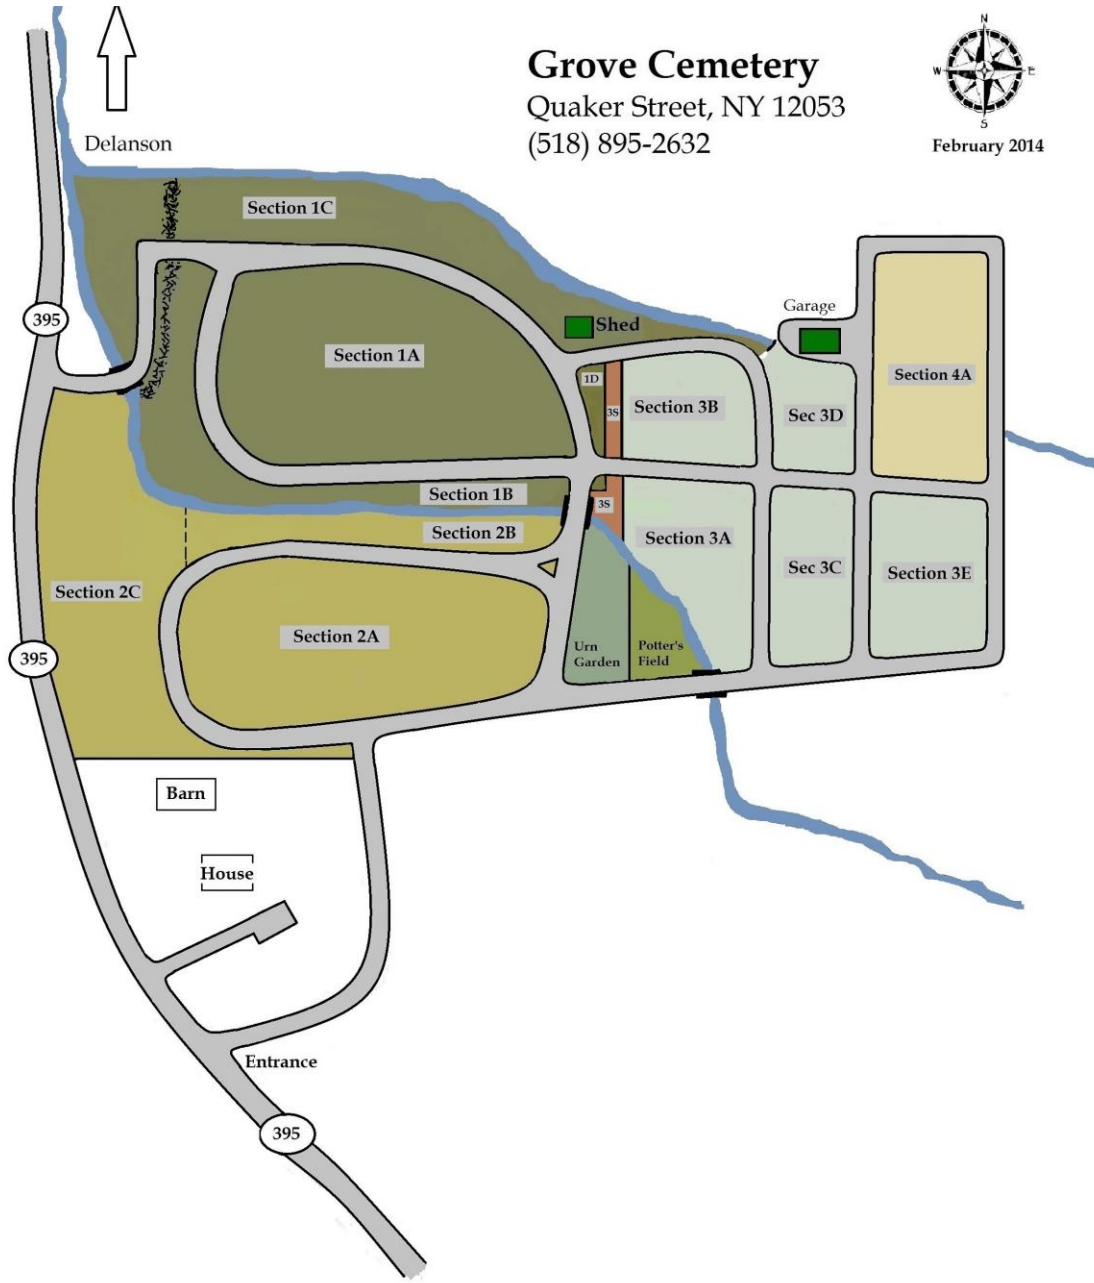 Grove Cemetery
Quaker Street, NY 12053
(518) 895-2632
N
W
E
S
February 2014
Delanson
Section 1C
Garage
395
Shed
Section 1A
1D
Section 4A
3S
Section 3B
Sec 3D
Section 1B
3S
Section 2B
Section 3A
Sec 3C
Section 3E
Section 2C
Section 2A
Urn
Garden
Potter's
Field
395
Barn
House
Entrance
395